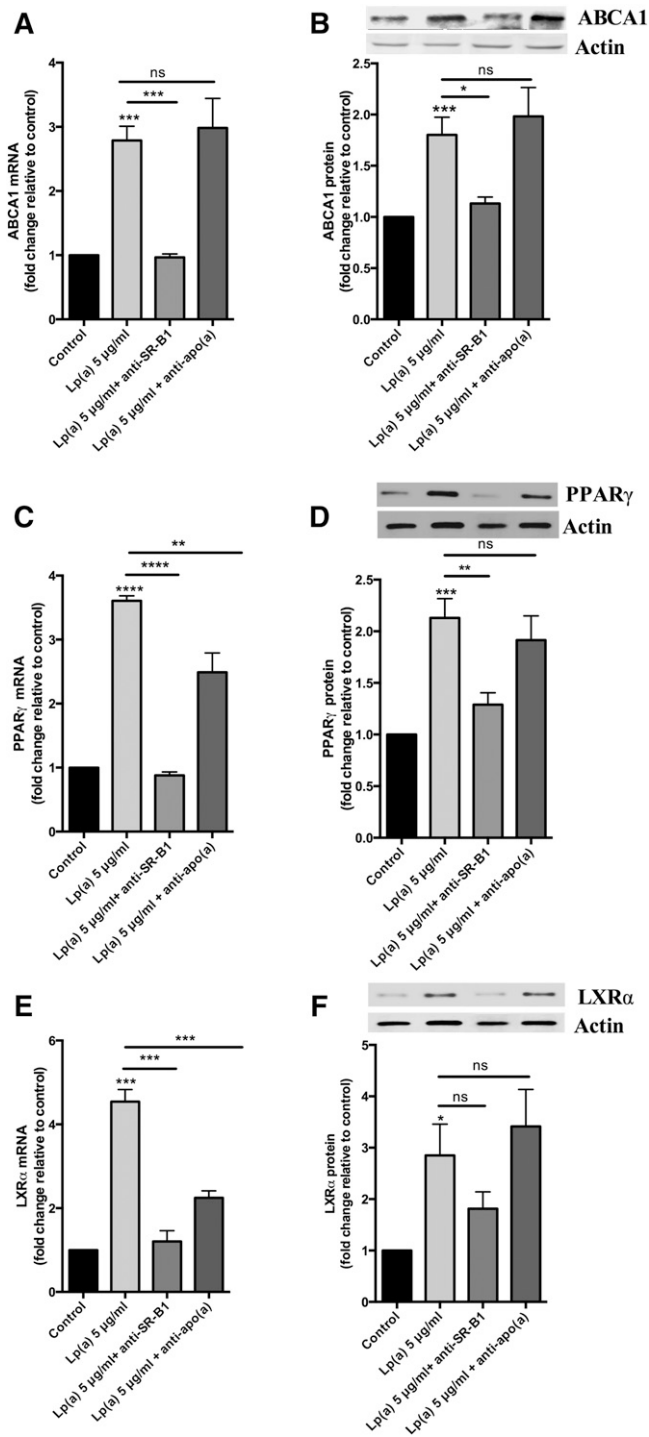 A
ns
***
***
4
3
2
1
0
ABCA1 mRNA
(fold change relative to control)
Control
Lp(a) 5 µg/ml
Lp(a) 5 µg/ml+ anti-SR-B1
Lp(a) 5 µg/ml + anti-apo(a)
B
ABCA1
Actin
ns
*
***
2.5
2.0
1.5
1.0
0.5
0.0
ABCA1 protein
(fold change relative to control)
Control
Lp(a) 5 µg/ml
Lp(a) 5 µg/ml+ anti-SR-B1
Lp(a) 5 µg/ml + anti-apo(a)
C
**
****
****
4
3
2
1
0
PPARγ mRNA
(fold change relative to control)
Control
Lp(a) 5 µg/ml
Lp(a) 5 µg/ml+ anti-SR-B1
Lp(a) 5 µg/ml + anti-apo(a)
D
PPARγ
Actin
ns
**
***
2.5
2.0
1.5
1.0
0.5
0.0
PPARγ protein
(fold change relative to control)
Control
Lp(a) 5 µg/ml
Lp(a) 5 µg/ml+ anti-SR-B1
Lp(a) 5 µg/ml + anti-apo(a)
E
***
***
***
6
4
2
0
LXRα mRNA
(fold change relative to control)
Control
Lp(a) 5 µg/ml
Lp(a) 5 µg/ml+ anti-SR-B1
Lp(a) 5 µg/ml + anti-apo(a)
F
LXRα
Actin
ns
ns
*
5
4
3
2
1
0
LXRα protein
(fold change relative to control)
Control
Lp(a) 5 µg/ml
Lp(a) 5 µg/ml+ anti-SR-B1
Lp(a) 5 µg/ml + anti-apo(a)